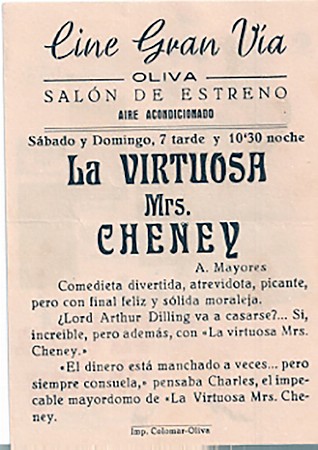 Cine Gran Vía
OLIVA
SALÓN DE ESTRENO
AIRE ACONDICIONADO
Sábado y Domingo, 7 tarde y 10'30 noche
La VIRTUOSA
Mrs.
CHENEY
A. Mayores
Comedieta divertida, atrevidota, picante,
pero con final feliz y sólida moraleja.
¿Lord Arthur Dilling va a casarse?... Si,
increible, pero además, con «La virtuosa Mrs.
Cheney.»
«El dinero está manchado a veces... pero
siempre consuela,» pensaba Charles, el impe-
cable mayordomo de «La Virtuosa Mrs. Che-
ney.
Imp. Colomar-Oliva